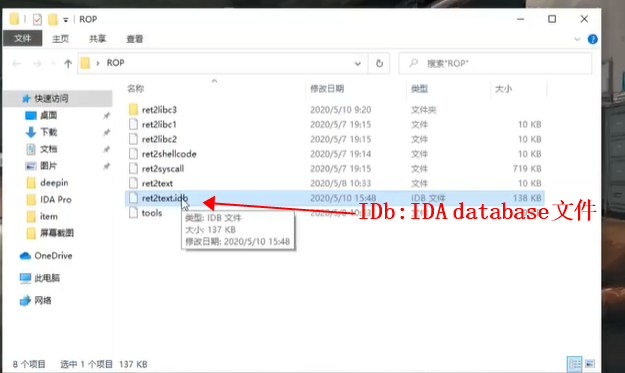 ROP
文件 主页 共享 查看
ROP 搜索"ROP"
名称 修改日期 类型 大小
快速访问
桌面
下载
文档
图片
deepin
IDA Pro
item
屏幕截图
OneDrive
此电脑
网络
ret2libc3 2020/5/10 9:20 文件夹
ret2libc1 2020/5/7 19:15 文件 10 KB
ret2libc2 2020/5/7 19:15 文件 10 KB
ret2shellcode 2020/5/7 19:14 文件 10 KB
ret2syscall 2020/5/7 19:15 文件 719 KB
ret2text 2020/5/8 10:33 文件 10 KB
ret2text.idb 2020/5/10 15:48 IDB 文件 138 KB
tools
类型: IDB 文件
大小: 137 KB
修改日期: 2020/5/10 15:48
IDb:IDA database文件
8 个项目 选中 1 个项目 137 KB